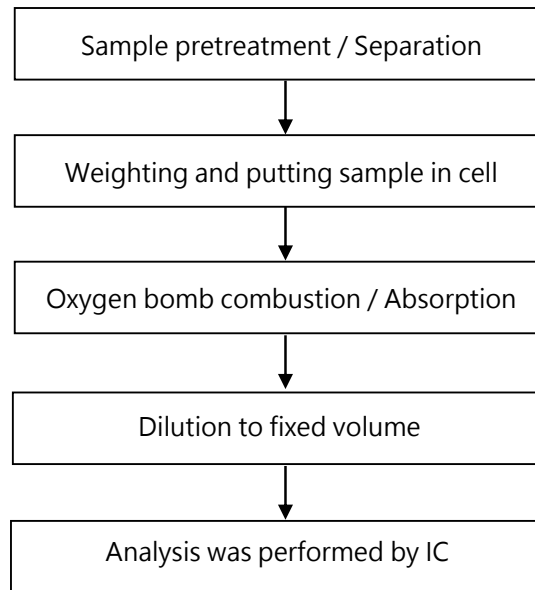 Sample pretreatment / Separation
Weighting and putting sample in cell
Oxygen bomb combustion / Absorption
Dilution to fixed volume
Analysis was performed by IC